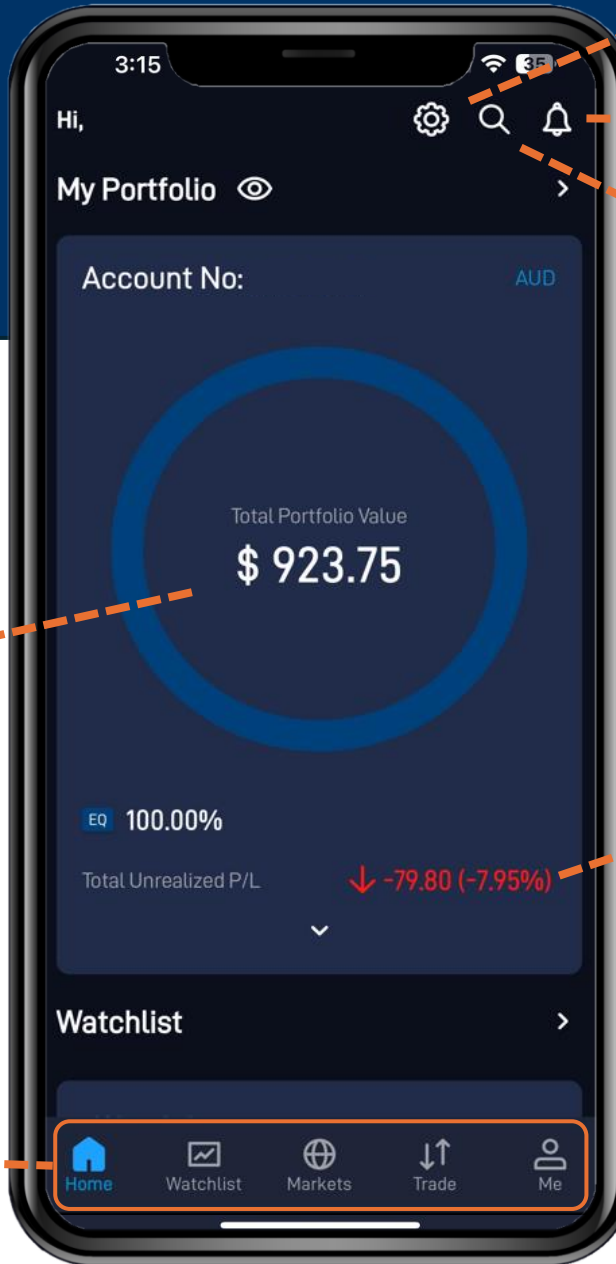 3:15
35
Hi,
My Portfolio
Account No:
AUD
Total Portfolio Value
$ 923.75
EQ 100.00%
Total Unrealized P/L
-79.80 (-7.95%)
Watchlist
Home
Watchlist
Markets
Trade
Me